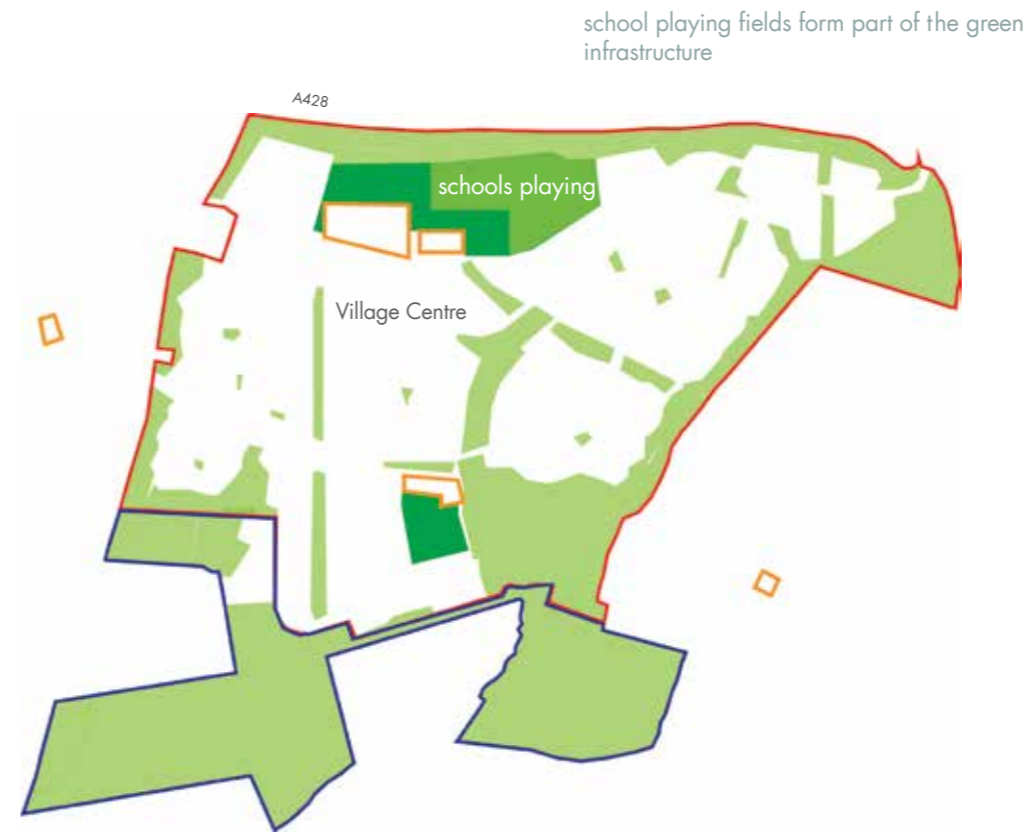 school playing fields form part of the green
infrastructure
A428
schools playing
Village Centre